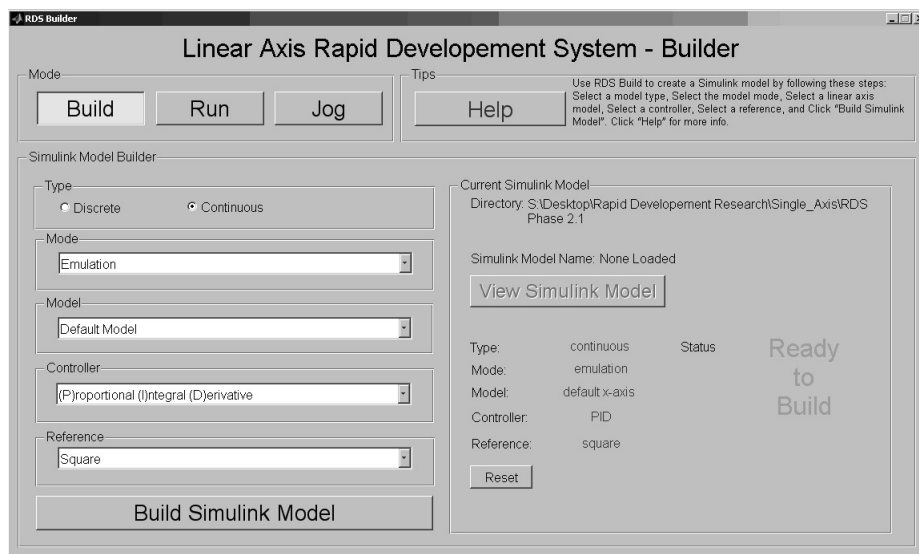 RDS Builder
Linear Axis Rapid Developement System - Builder
Mode
Build
Run
Jog
Tips
Help
Use RDS Build to create a Simulink model by following these steps:
Select a model type, Select the model mode, Select a linear axis
model, Select a controller, Select a reference, and Click "Build Simulink
Model". Click "Help" for more info.
Simulink Model Builder
Type
Discrete
Continuous
Mode
Emulation
Model
Default Model
Controller
(P)roportional (I)ntegral (D)erivative
Reference
Square
Build Simulink Model
Current Simulink Model
Directory: S:\Desktop\Rapid Developement Research\Single_Axis\RDS
Phase 2.1
Simulink Model Name: None Loaded
View Simulink Model
Type: continuous
Mode: emulation
Model: default x-axis
Controller: PID
Reference: square
Status
Ready
to
Build
Reset